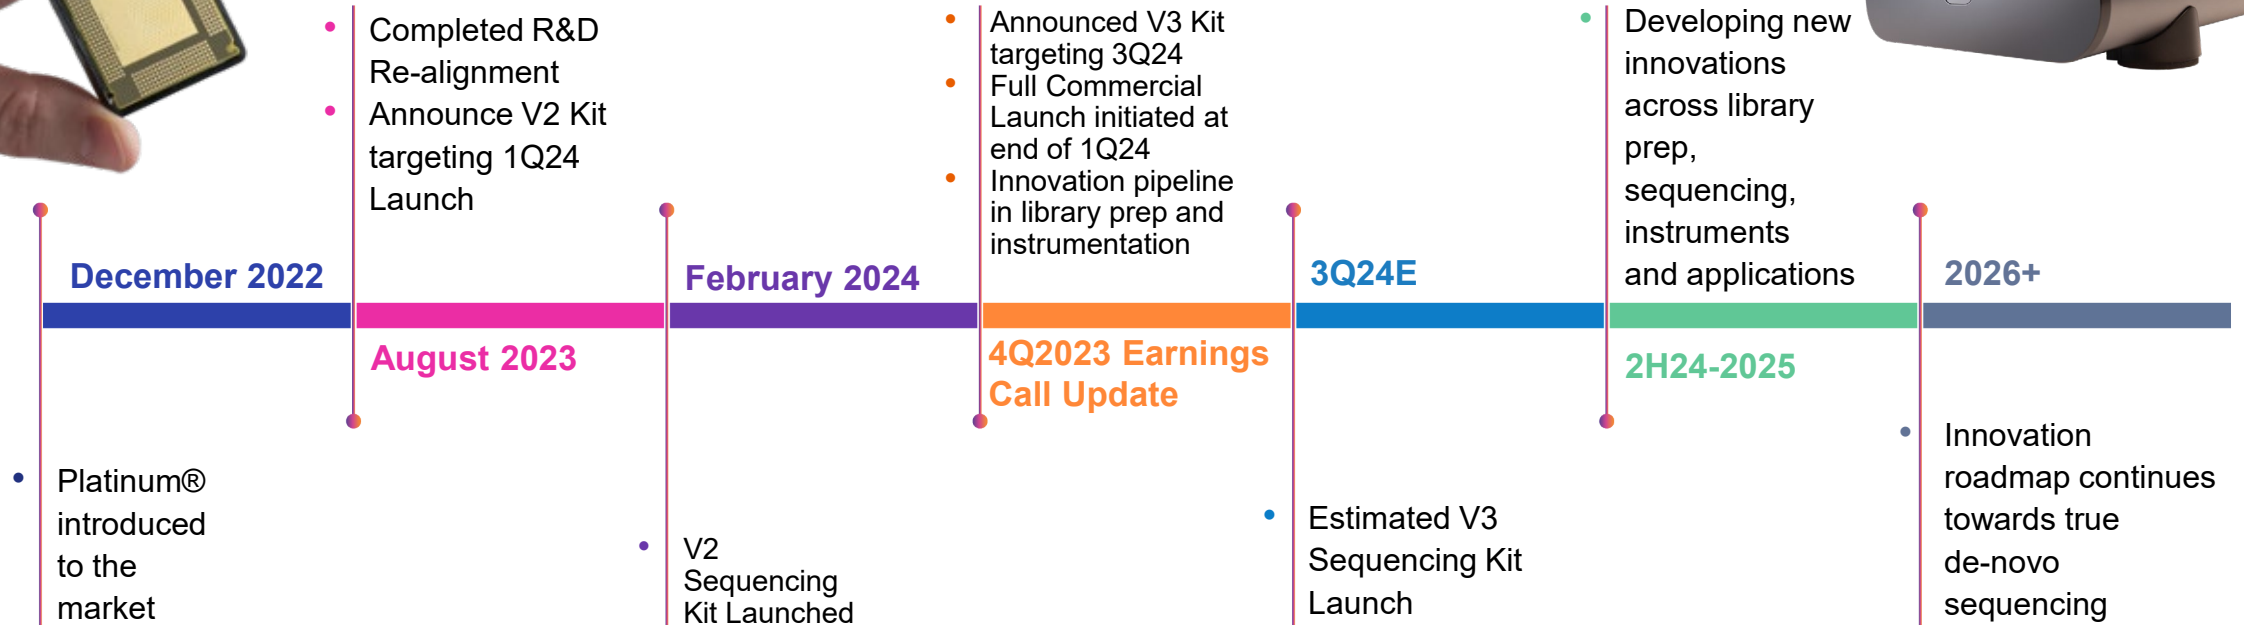 Completed R&D
Re-alignment
Announce V2 Kit
targeting 1Q24
Launch
Announced V3 Kit
targeting 3Q24
Full Commercial
Launch initiated at
end of 1Q24
Innovation pipeline
in library prep and
instrumentation
Developing new
innovations
across library
prep,
sequencing,
instruments
and applications
December 2022
August 2023
February 2024
4Q2023 Earnings
Call Update
3Q24E
2H24-2025
2026+
Platinum®
introduced
to the
market
V2
Sequencing
Kit Launched
Estimated V3
Sequencing Kit
Launch
Innovation
roadmap continues
towards true
de-novo
sequencing